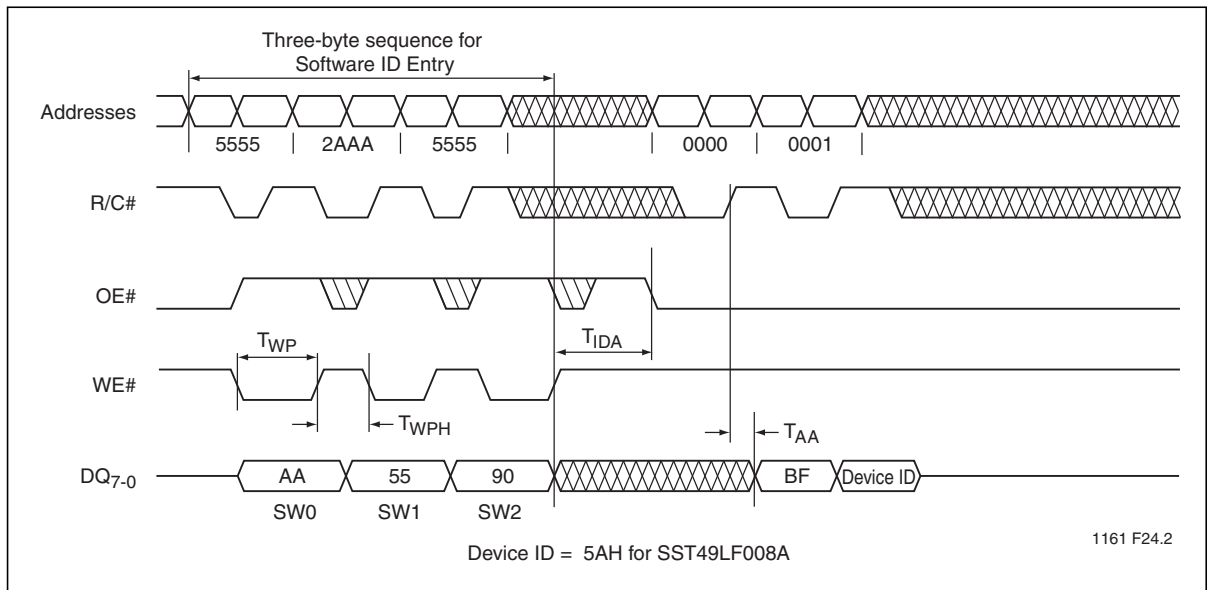 Three-byte sequence for
Software ID Entry
Addresses
5555 2AAA 5555 0000 0001
R/C#
OE#
TWP TIDA
WE#
TWPH TAA
DQ7-0 AA 55 90 BF Device ID
SW0 SW1 SW2
Device ID = 5AH for SST49LF008A
1161 F24.2